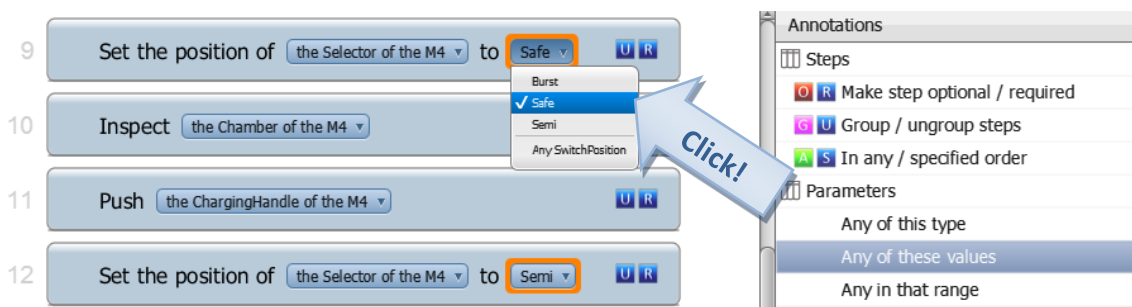 9 Set the position of the Selector of the M4 to Safe U R
Burst
Safe
Semi
Any SwitchPosition
10 Inspect the Chamber of the M4
11 Push the ChargingHandle of the M4 U R
12 Set the position of the Selector of the M4 to Semi U R
Click!
Annotations
Steps
O R Make step optional / required
G U Group / ungroup steps
A S In any / specified order
Parameters
Any of this type
Any of these values
Any in that range